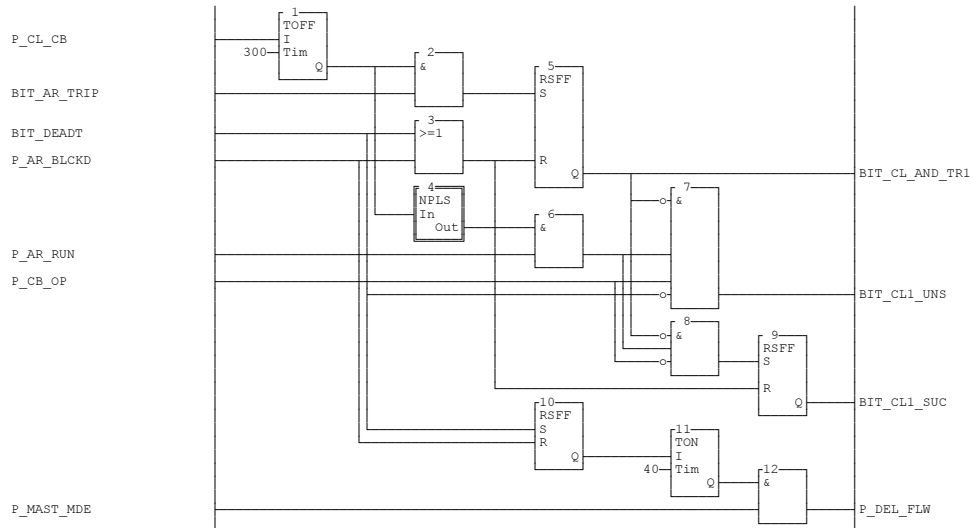 1
TOFF
P_CL_CB
I
300
Tim
Q
2
&
5
RSFF
BIT_AR_TRIP
S
3
BIT_DEADT
>=1
P_AR_BLCKD
R
Q
BIT_CL_AND_TR1
4
NPLS
In
Out
7
&
6
&
P_AR_RUN
P_CB_OP
BIT_CL1_UNS
8
&
9
RSFF
S
R
Q
BIT_CL1_SUC
10
RSFF
S
R
Q
11
TON
I
40
Tim
Q
12
&
P_MAST_MDE
P_DEL_FLW